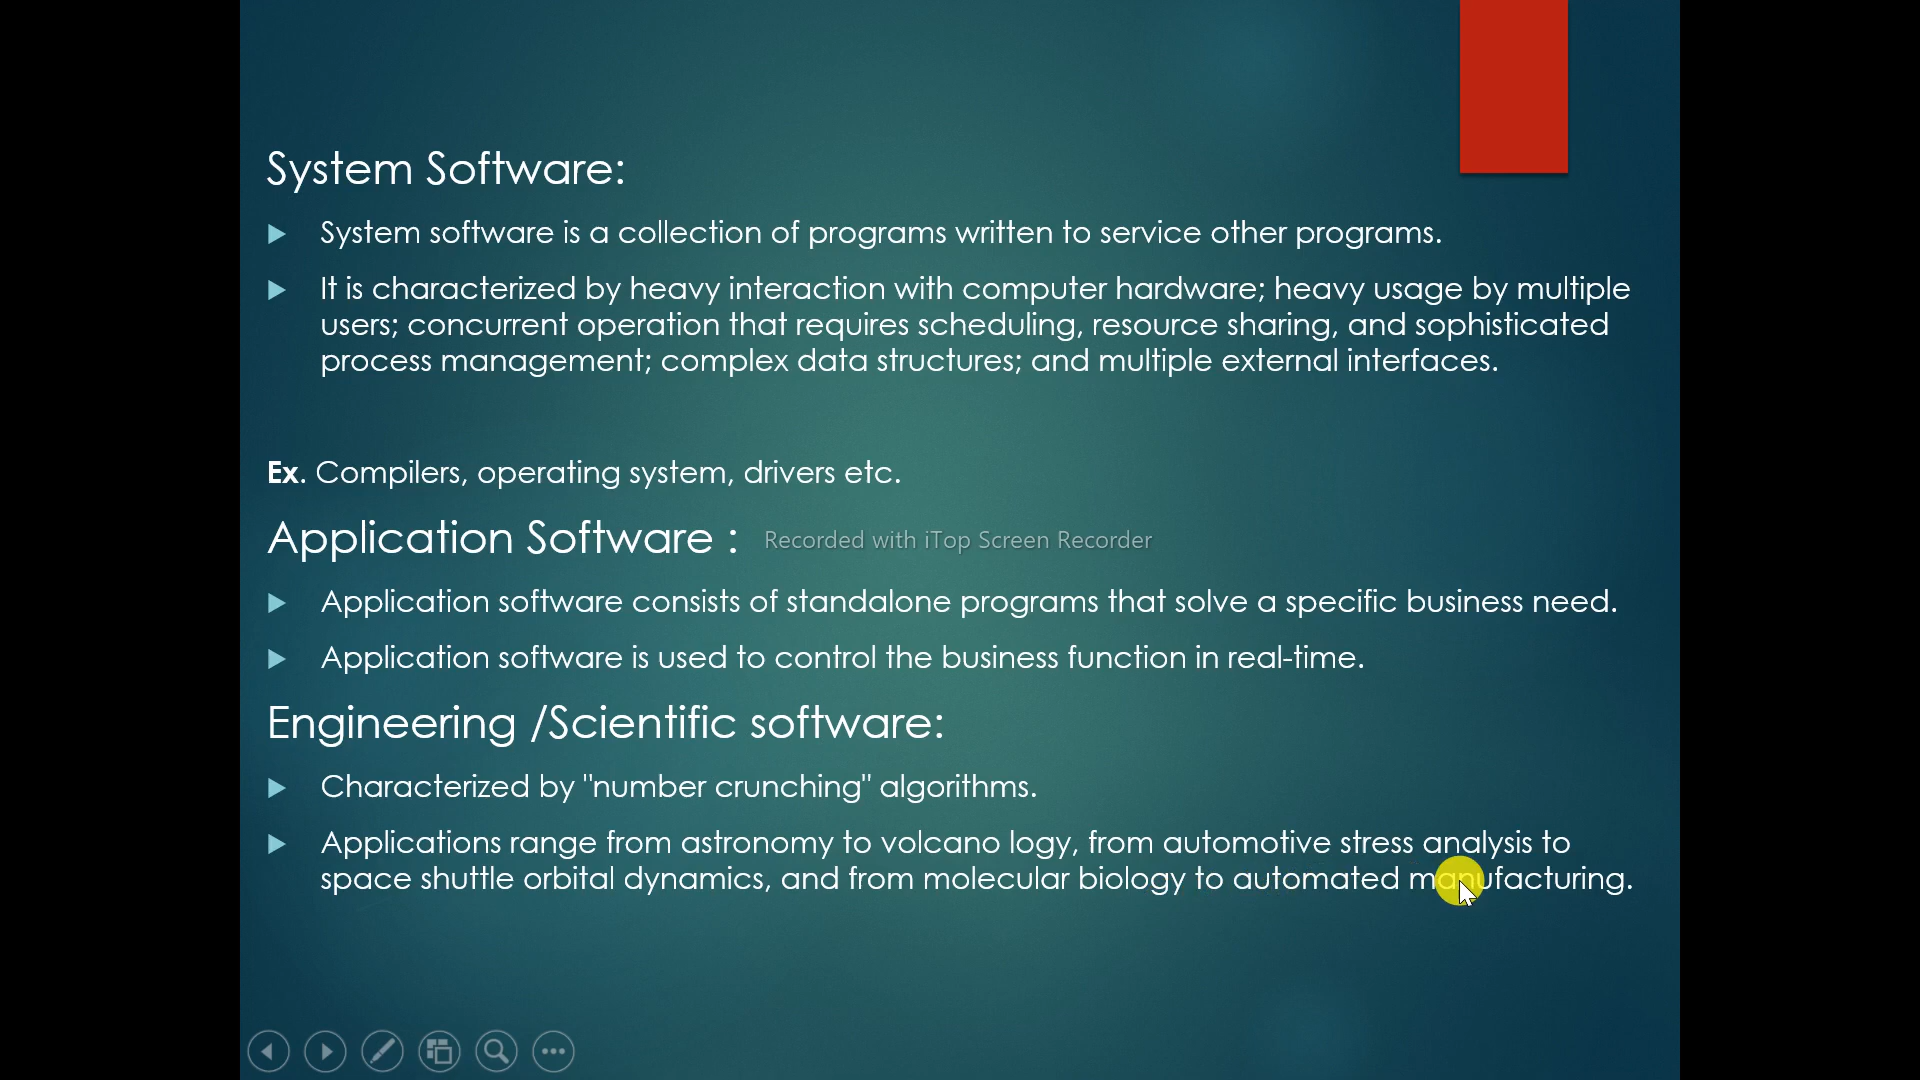 System Software:
System software is a collection of programs written to service other programs.
It is characterized by heavy interaction with computer hardware; heavy usage by multiple
users; concurrent operation that requires scheduling, resource sharing, and sophisticated
process management; complex data structures; and multiple external interfaces.
Ex. Compilers, operating system, drivers etc.
Application Software :
Recorded with iTop Screen Recorder
Application software consists of standalone programs that solve a specific business need.
Application software is used to control the business function in real-time.
Engineering /Scientific software:
Characterized by "number crunching" algorithms.
Applications range from astronomy to volcano logy, from automotive stress analysis to
space shuttle orbital dynamics, and from molecular biology to automated manufacturing.